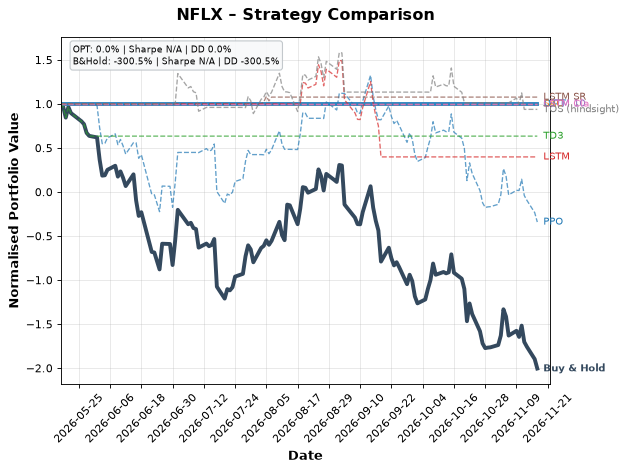 NFLX – Strategy Comparison
OPT: 0.0% | Sharpe N/A | DD 0.0%
B&Hold: -300.5% | Sharpe N/A | DD -300.5%
1.5
1.0
0.5
0.0
−0.5
−1.0
−1.5
−2.0
Normalised Portfolio Value
LSTM SR
TDS (hindsight)
TD3
LSTM
PPO
Buy & Hold
2026-05-25
2026-06-06
2026-06-18
2026-06-30
2026-07-12
2026-07-24
2026-08-05
2026-08-17
2026-08-29
2026-09-10
2026-09-22
2026-10-04
2026-10-16
2026-10-28
2026-11-09
2026-11-21
Date